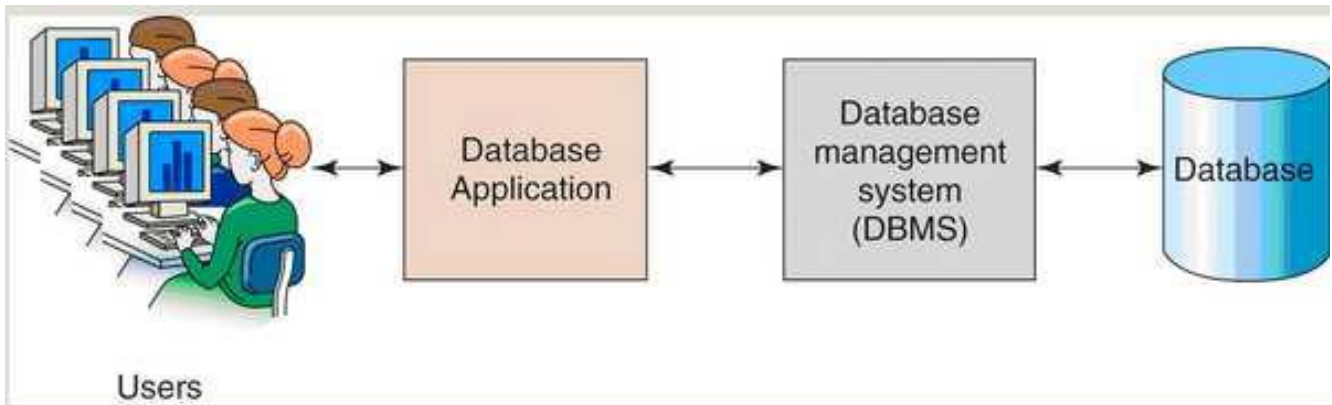 Database
Application
Database
management
system
(DBMS)
Database
Users